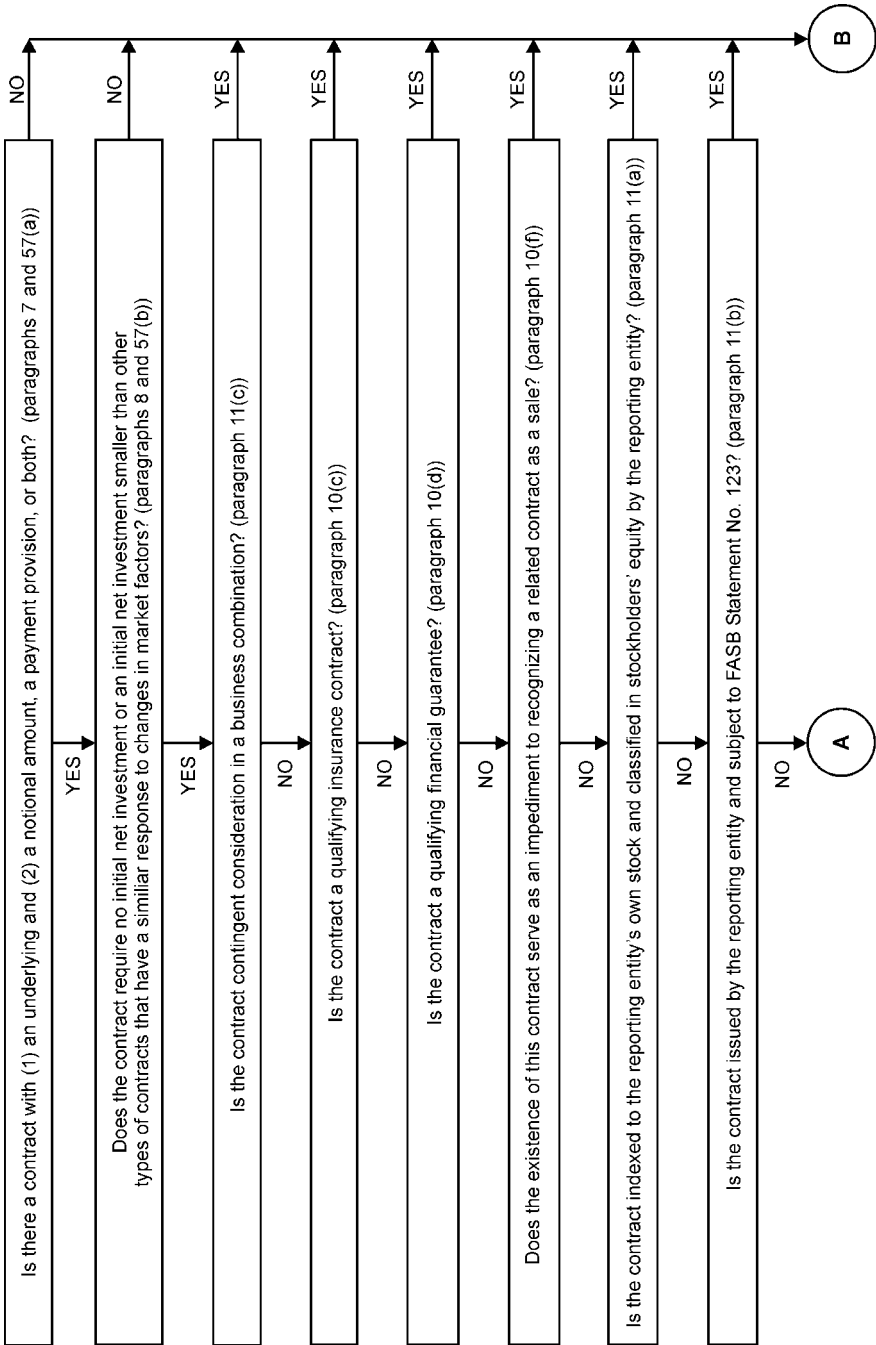 Is there a contract with (1) an underlying and (2) a notional amount, a payment provision, or both? (paragraphs 7 and 57(a))
NO
YES
Does the contract require no initial net investment or an initial net investment smaller than other
types of contracts that have a similiar response to changes in market factors? (paragraphs 8 and 57(b))
NO
YES
Is the contract contingent consideration in a business combination? (paragraph 11(c))
YES
NO
Is the contract a qualifying insurance contract? (paragraph 10(c))
YES
NO
Is the contract a qualifying financial guarantee? (paragraph 10(d))
YES
NO
Does the existence of this contract serve as an impediment to recognizing a related contract as a sale? (paragraph 10(f))
YES
NO
Is the contract indexed to the reporting entity's own stock and classified in stockholders' equity by the reporting entity? (paragraph 11(a))
YES
NO
Is the contract issued by the reporting entity and subject to FASB Statement No. 123? (paragraph 11(b))
YES
NO
A
B